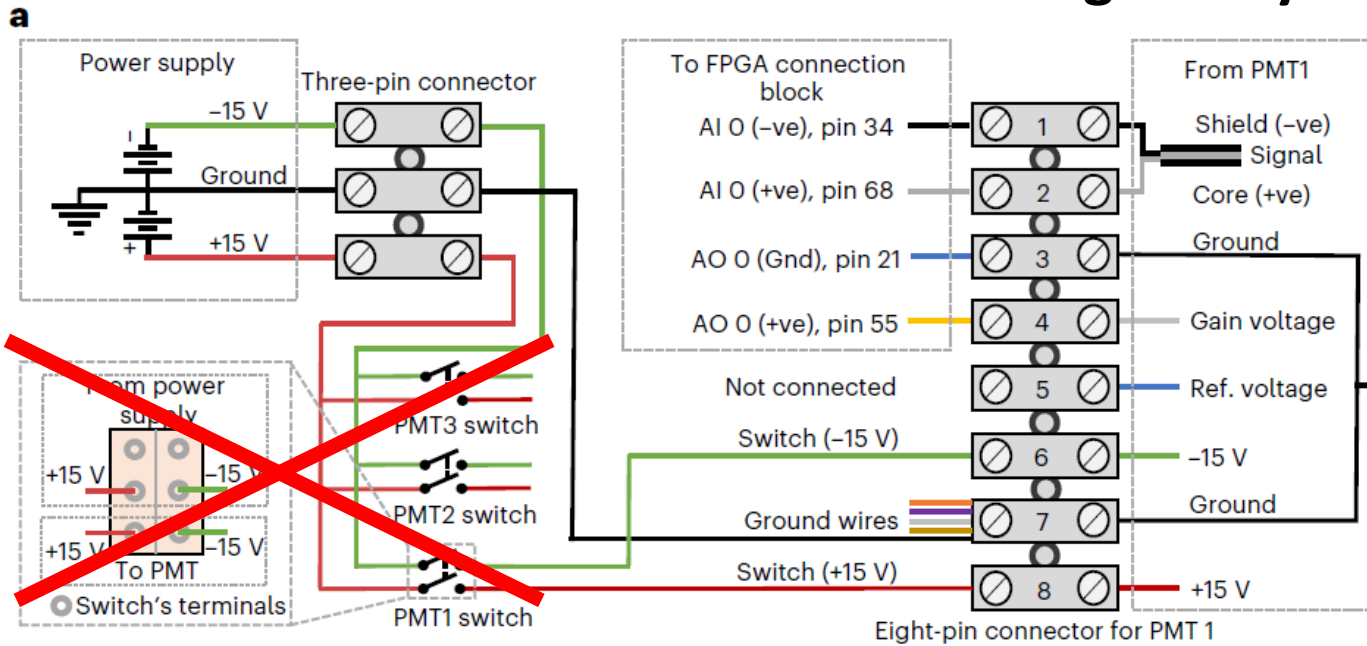 a
Power supply
−15 V
Ground
+15 V
Three-pin connector
To FPGA connection
block
AI 0 (−ve), pin 34
AI 0 (+ve), pin 68
AO 0 (Gnd), pin 21
AO 0 (+ve), pin 55
Not connected
Switch (−15 V)
Ground wires
Switch (+15 V)
1
2
3
4
5
6
7
8
From PMT1
Shield (−ve)
Signal
Core (+ve)
Ground
Gain voltage
Ref. voltage
−15 V
Ground
+15 V
Eight-pin connector for PMT 1
power
supply
+15 V
−15 V
+15 V
−15 V
To PMT
Switch's terminals
PMT3 switch
PMT2 switch
PMT1 switch